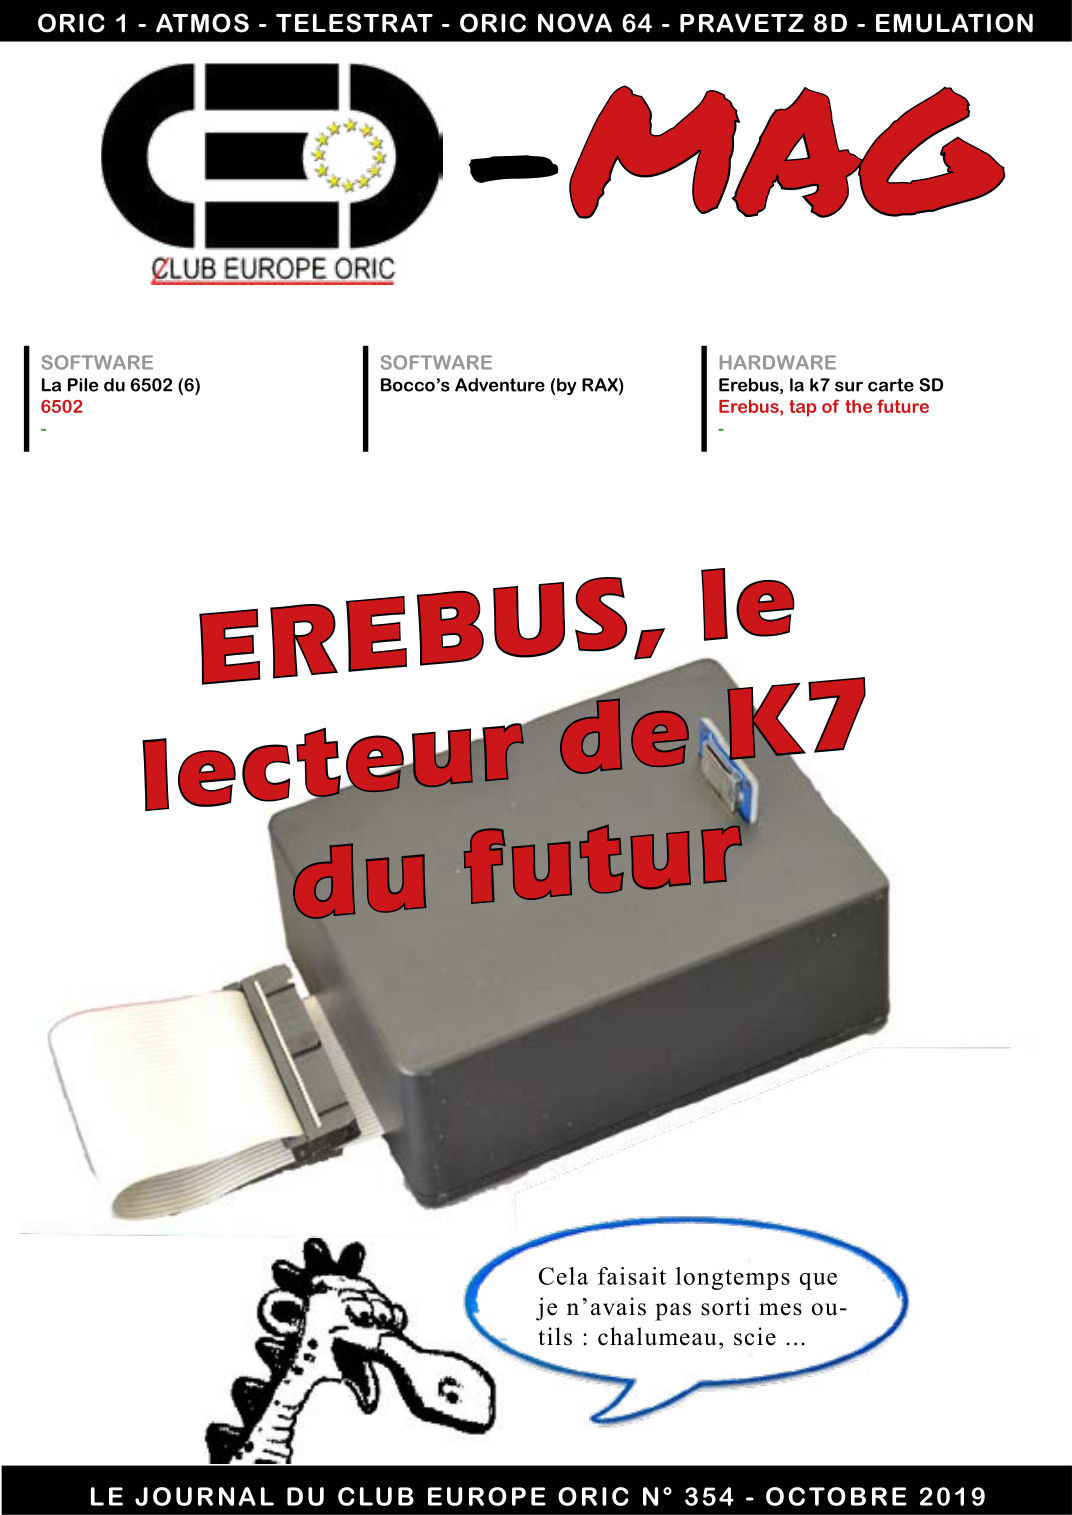 ORIC 1 - ATMOS - TELESTRAT - ORIC NOVA 64 - PRAVETZ 8D - EMULATION
CEO
-MAG
CLUB EUROPE ORIC
SOFTWARE
La Pile du 6502 (6)
6502
-
SOFTWARE
Bocco’s Adventure (by RAX)
HARDWARE
Erebus, la k7 sur carte SD
Erebus, tap of the future
-
EREBUS, le
lecteur de K7
du futur
Cela faisait longtemps que
je n’avais pas sorti mes ou-
tils : chalumeau, scie ...
LE JOURNAL DU CLUB EUROPE ORIC N° 354 - OCTOBRE 2019